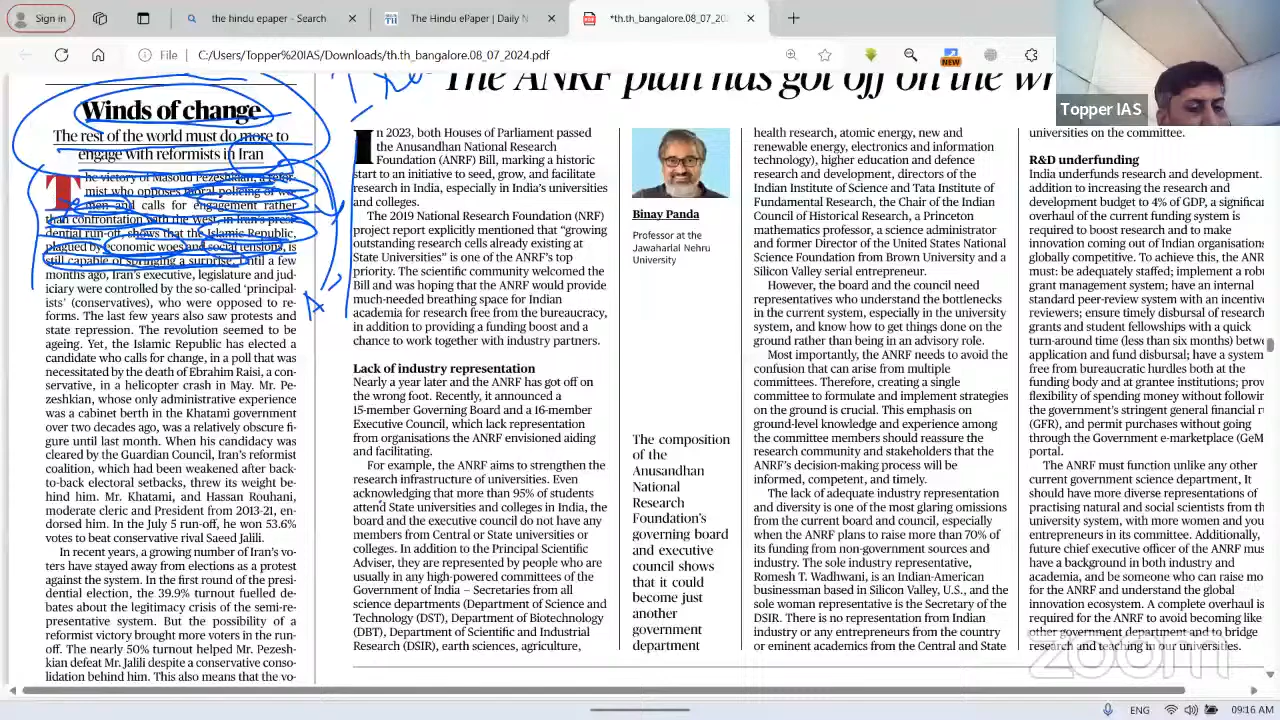 Sign in
the hindu epaper - Search
The Hindu ePaper | Daily N
*th.th_bangalore.08_07_202
File
C:/Users/Topper%20IAS/Downloads/th.th_bangalore.08_07_2024.pdf
NEW
Topper IAS
Winds of change
The rest of the world must do more to
engage with reformists in Iran
The victory of Masoud Pezeshkian, a refor-
mist who opposes moral policing of wo-
men and calls for engagement rather
than confrontation with the west, in Iran's presi-
dential run-off, shows that the Islamic Republic,
plagued by economic woes and social tensions, is
still capable of springing a surprise. Until a few
months ago, Iran's executive, legislature and jud-
iciary were controlled by the so-called 'principal-
ists' (conservatives), who were opposed to re-
forms. The last few years also saw protests and
state repression. The revolution seemed to be
ageing. Yet, the Islamic Republic has elected a
candidate who calls for change, in a poll that was
necessitated by the death of Ebrahim Raisi, a con-
servative, in a helicopter crash in May. Mr. Pe-
zeshkian, whose only administrative experience
was a cabinet berth in the Khatami government
over two decades ago, was a relatively obscure fi-
gure until last month. When his candidacy was
cleared by the Guardian Council, Iran's reformist
coalition, which had been weakened after back-
to-back electoral setbacks, threw its weight be-
hind him. Mr. Khatami, and Hassan Rouhani,
moderate cleric and President from 2013-21, en-
dorsed him. In the July 5 run-off, he won 53.6%
votes to beat conservative rival Saeed Jalili.
In recent years, a growing number of Iran's vo-
ters have stayed away from elections as a protest
against the system. In the first round of the presi-
dential election, the 39.9% turnout fuelled de-
bates about the legitimacy crisis of the semi-re-
presentative system. But the possibility of a
reformist victory brought more voters in the run-
off. The nearly 50% turnout helped Mr. Pezesh-
kian defeat Mr. Jalili despite a conservative conso-
lidation behind him. This also means that the vo-
The ANRF plan has got off on the w
In 2023, both Houses of Parliament passed
the Anusandhan National Research
Foundation (ANRF) Bill, marking a historic
start to an initiative to seed, grow, and facilitate
research in India, especially in India's universities
and colleges.
The 2019 National Research Foundation (NRF)
project report explicitly mentioned that "growing
outstanding research cells already existing at
State Universities" is one of the ANRF's top
priority. The scientific community welcomed the
Bill and was hoping that the ANRF would provide
much-needed breathing space for Indian
academia for research free from the bureaucracy,
in addition to providing a funding boost and a
chance to work together with industry partners.
Lack of industry representation
Nearly a year later and the ANRF has got off on
the wrong foot. Recently, it announced a
15-member Governing Board and a 16-member
Executive Council, which lack representation
from organisations the ANRF envisioned aiding
and facilitating.
For example, the ANRF aims to strengthen the
research infrastructure of universities. Even
acknowledging that more than 95% of students
attend State universities and colleges in India, the
board and the executive council do not have any
members from Central or State universities or
colleges. In addition to the Principal Scientific
Adviser, they are represented by people who are
usually in any high-powered committees of the
Government of India – Secretaries from all
science departments (Department of Science and
Technology (DST), Department of Biotechnology
(DBT), Department of Scientific and Industrial
Research (DSIR), earth sciences, agriculture,
Binay Panda
Professor at the
Jawaharlal Nehru
University
The composition
of the
Anusandhan
National
Research
Foundation's
governing board
and executive
council shows
that it could
become just
another
government
department
health research, atomic energy, new and
renewable energy, electronics and information
technology), higher education and defence
research and development, directors of the
Indian Institute of Science and Tata Institute of
Fundamental Research, the Chair of the Indian
Council of Historical Research, a Princeton
mathematics professor, a science administrator
and former Director of the United States National
Science Foundation from Brown University and a
Silicon Valley serial entrepreneur.
However, the board and the council need
representatives who understand the bottlenecks
in the current system, especially in the university
system, and know how to get things done on the
ground rather than being in an advisory role.
Most importantly, the ANRF needs to avoid the
confusion that can arise from multiple
committees. Therefore, creating a single
committee to formulate and implement strategies
on the ground is crucial. This emphasis on
ground-level knowledge and experience among
the committee members should reassure the
research community and stakeholders that the
ANRF's decision-making process will be
informed, competent, and timely.
The lack of adequate industry representation
and diversity is one of the most glaring omissions
from the current board and council, especially
when the ANRF plans to raise more than 70% of
its funding from non-government sources and
industry. The sole industry representative,
Romesh T. Wadhwani, is an Indian-American
businessman based in Silicon Valley, U.S., and the
sole woman representative is the Secretary of the
DSIR. There is no representation from Indian
industry or any entrepreneurs from the country
or eminent academics from the Central and State
universities on the committee.
R&D underfunding
India underfunds research and development.
addition to increasing the research and
development budget to 4% of GDP, a significan
overhaul of the current funding system is
required to boost research and to make
innovation coming out of Indian organisations
globally competitive. To achieve this, the ANR
must: be adequately staffed; implement a robu
grant management system; have an internal
standard peer-review system with an incentive
reviewers; ensure timely disbursal of research
grants and student fellowships with a quick
turn-around time (less than six months) betwe
application and fund disbursal; have a system
free from bureaucratic hurdles both at the
funding body and at grantee institutions; prov
flexibility of spending money without followin
the government's stringent general financial ru
(GFR), and permit purchases without going
through the Government e-marketplace (GeM
portal.
The ANRF must function unlike any other
current government science department, It
should have more diverse representations of
practising natural and social scientists from th
university system, with more women and you
entrepreneurs in its committee. Additionally,
future chief executive officer of the ANRF mus
have a background in both industry and
academia, and be someone who can raise mo
for the ANRF and understand the global
innovation ecosystem. A complete overhaul is
required for the ANRF to avoid becoming like
other government department and to bridge
research and teaching in our universities.
zoom
ENG
09:16 AM